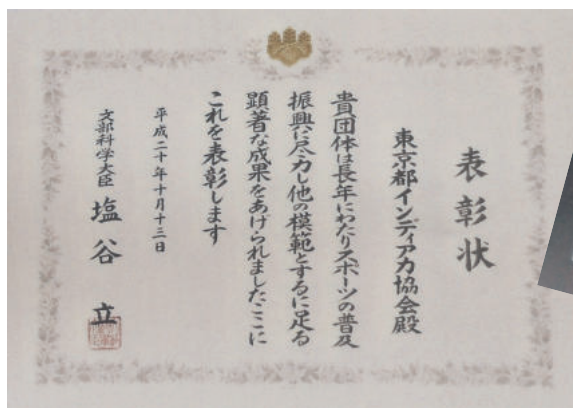 表彰状
東京都インディアカ協会殿
貴団体は長年にわたりスポーツの普及
振興に尽力し他の模範とするに足る
顕著な成果をあげられましたここに
これを表彰します
平成二十年十月十三日
文部科学大臣 塩谷 立